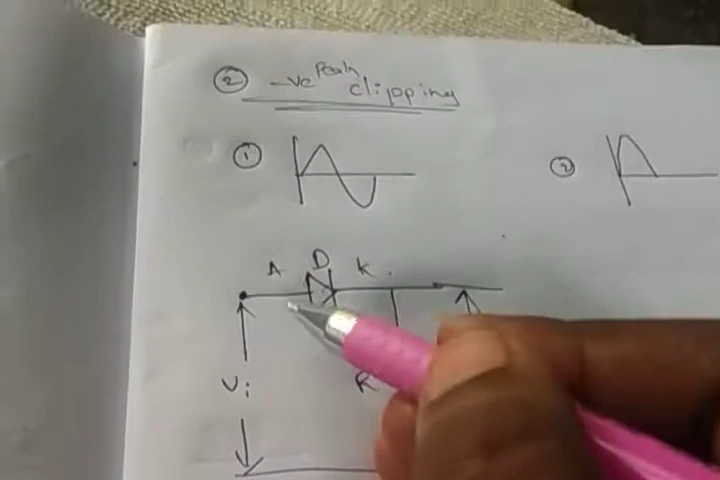 ② -ve Peak clipping
① ②
A D K
Vi R